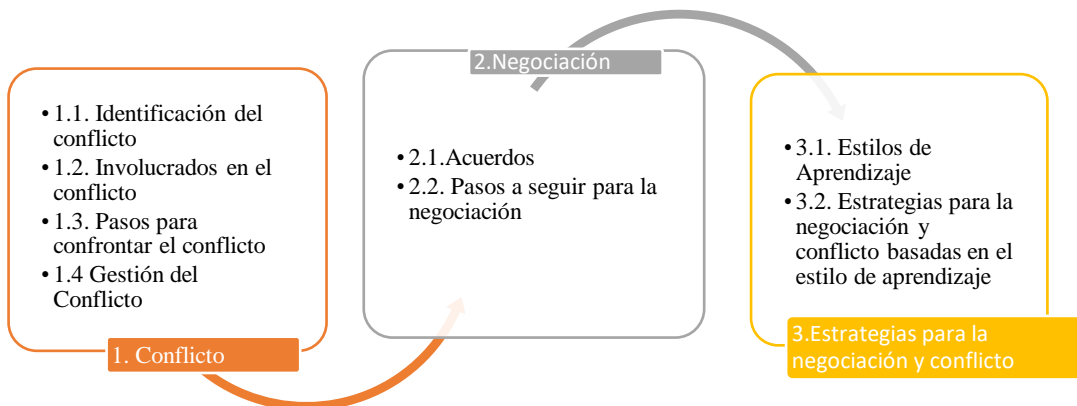 • 1.1. Identificación del
conflicto
• 1.2. Involucrados en el
conflicto
• 1.3. Pasos para
confrontar el conflicto
• 1.4 Gestión del
Conflicto
1. Conflicto
2.Negociación
• 2.1.Acuerdos
• 2.2. Pasos a seguir para la
negociación
• 3.1. Estilos de
Aprendizaje
• 3.2. Estrategias para la
negociación y
conflicto basadas en el
estilo de aprendizaje
3.Estrategias para la
negociación y conflicto